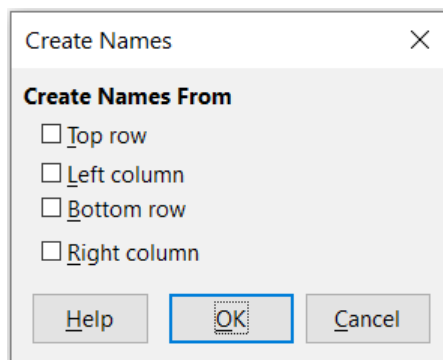 Create Names
Create Names From
Top row
Left column
Bottom row
Right column
Help OK Cancel